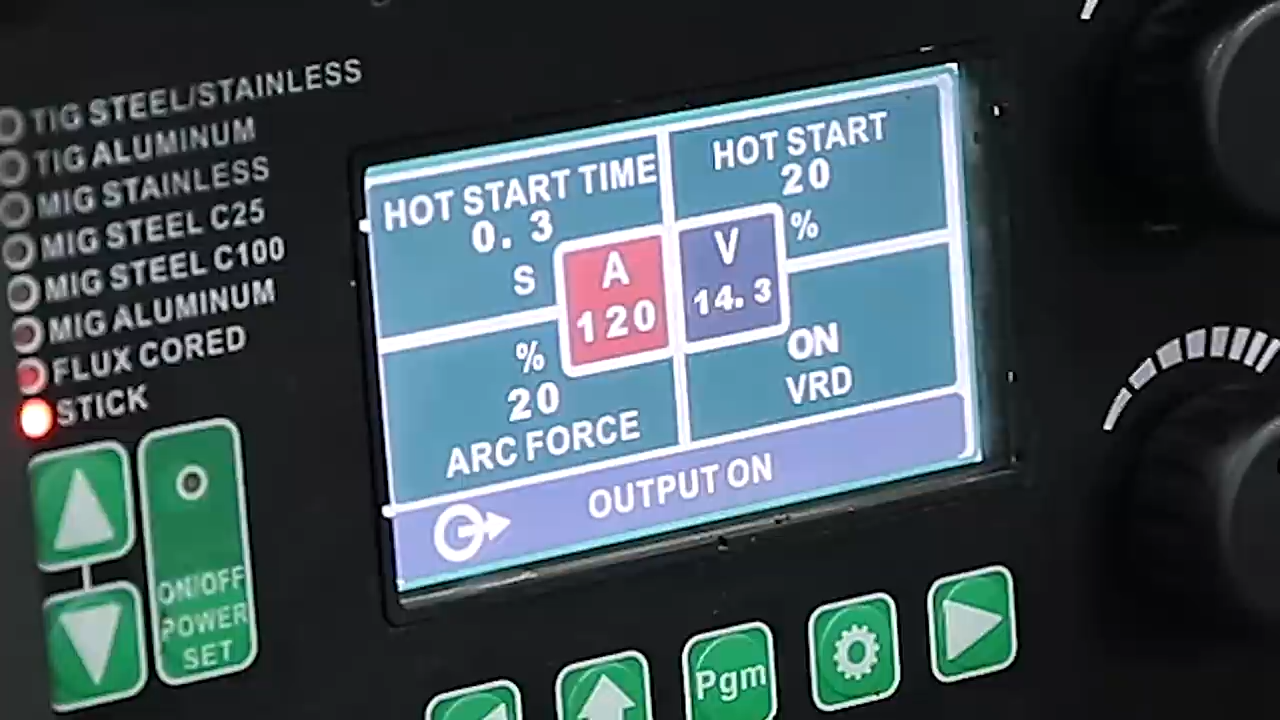 TIG STEEL/STAINLESS
TIG ALUMINUM
MIG STAINLESS
MIG STEEL C25
MIG STEEL C100
MIG ALUMINUM
FLUX CORED
STICK
ON/OFF
POWER
SET
HOT START TIME
0.3
S
HOT START
20
%
A
120
V
14.3
%
20
ARC FORCE
ON
VRD
OUTPUT ON
Pgm